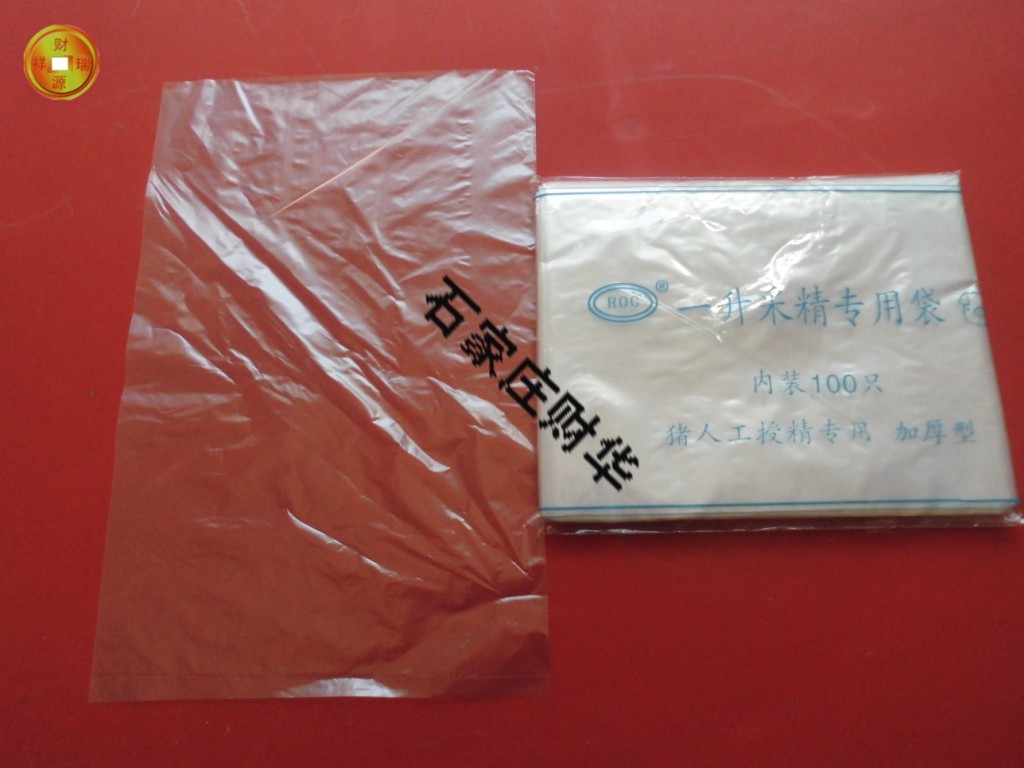 财
祥 瑞
源
ROG®
一升采精专用袋
内装100只
猪人工授精专用 加厚型
石家庄财华